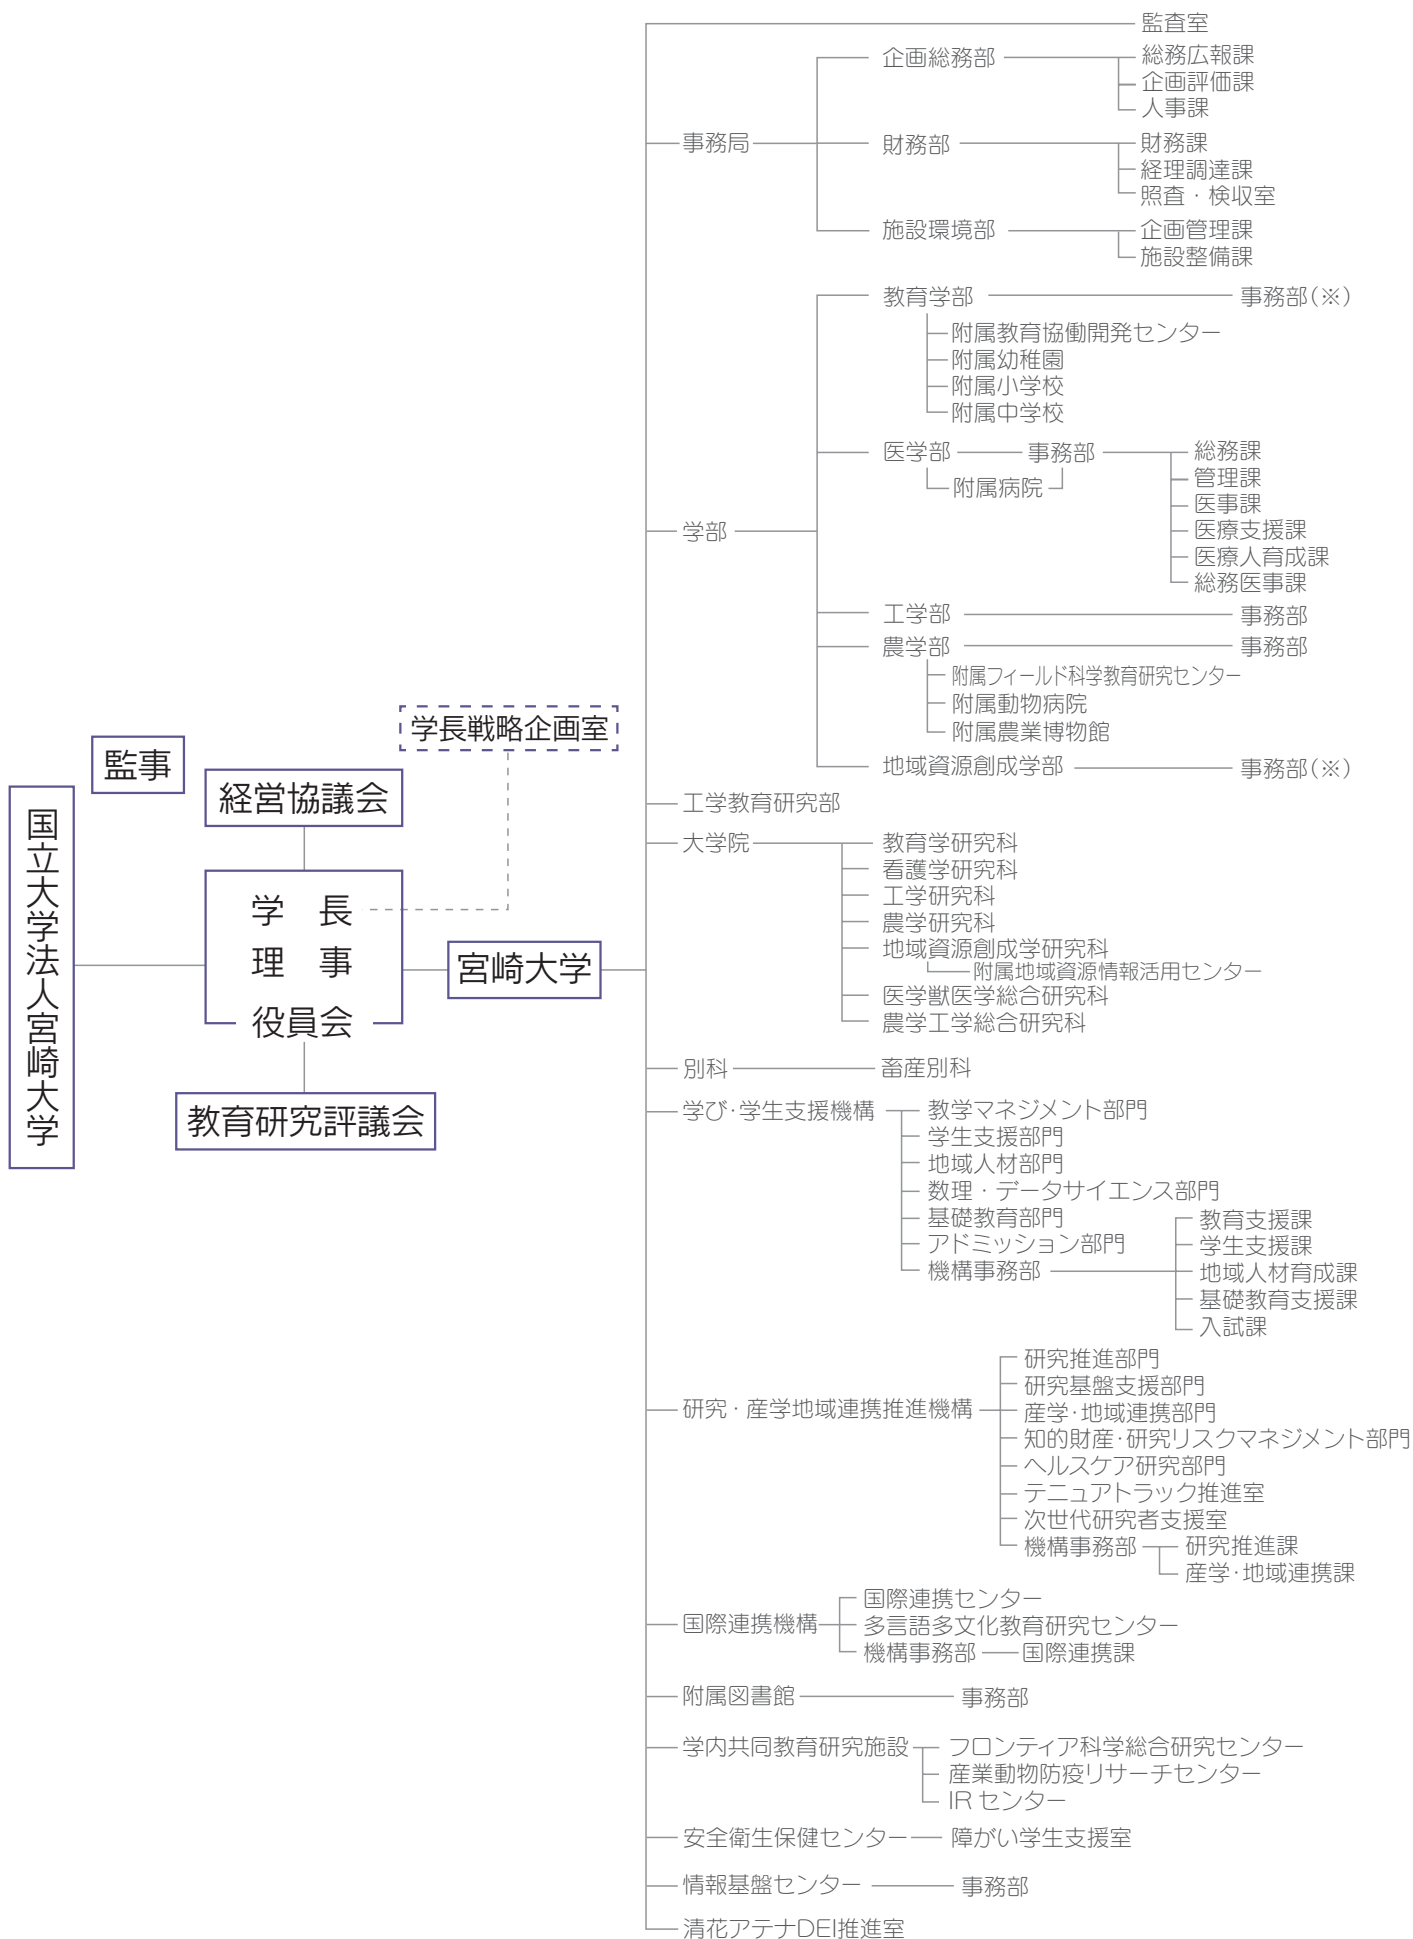 国立大学法人宮崎大学
監事
経営協議会
学長戦略企画室
学　長
理　事
役員会
教育研究評議会
宮崎大学
監査室
事務局
企画総務部
総務広報課
企画評価課
人事課
財務部
財務課
経理調達課
照査・検収室
施設環境部
企画管理課
施設整備課
学部
教育学部
事務部(※)
附属教育協働開発センター
附属幼稚園
附属小学校
附属中学校
医学部
事務部
附属病院
総務課
管理課
医事課
医療支援課
医療人育成課
総務医事課
工学部
事務部
農学部
事務部
附属フィールド科学教育研究センター
附属動物病院
附属農業博物館
地域資源創成学部
事務部(※)
工学教育研究部
大学院
教育学研究科
看護学研究科
工学研究科
農学研究科
地域資源創成学研究科
附属地域資源情報活用センター
医学獣医学総合研究科
農学工学総合研究科
別科
畜産別科
学び・学生支援機構
教学マネジメント部門
学生支援部門
地域人材部門
数理・データサイエンス部門
基礎教育部門
アドミッション部門
機構事務部
教育支援課
学生支援課
地域人材育成課
基礎教育支援課
入試課
研究・産学地域連携推進機構
研究推進部門
研究基盤支援部門
産学・地域連携部門
知的財産・研究リスクマネジメント部門
ヘルスケア研究部門
テニュアトラック推進室
次世代研究者支援室
機構事務部
研究推進課
産学・地域連携課
国際連携機構
国際連携センター
多言語多文化教育研究センター
機構事務部
国際連携課
附属図書館
事務部
学内共同教育研究施設
フロンティア科学総合研究センター
産業動物防疫リサーチセンター
IR センター
安全衛生保健センター
障がい学生支援室
情報基盤センター
事務部
清花アテナDEI推進室